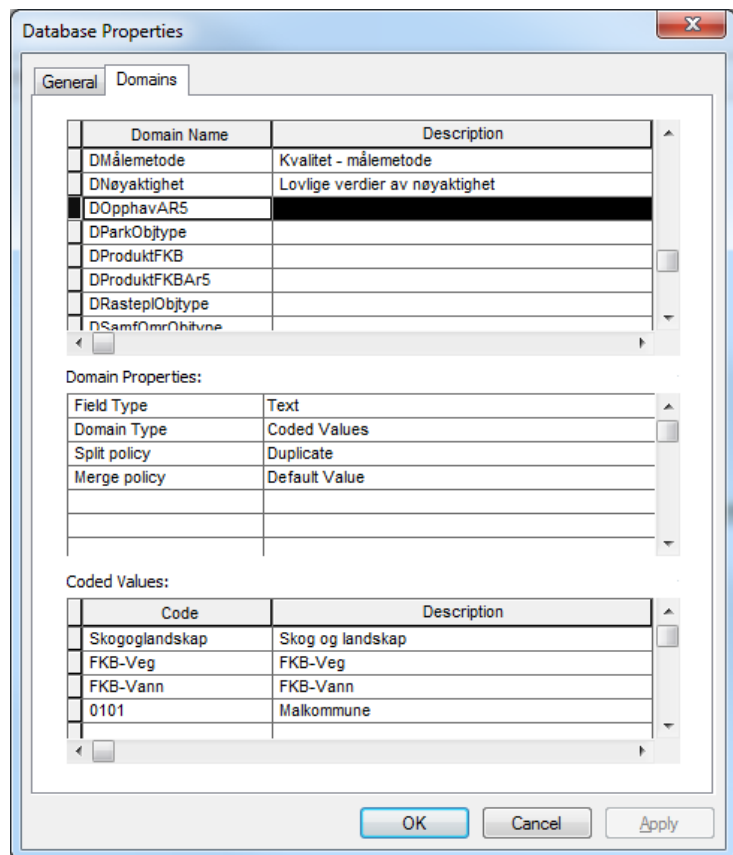 Database Properties
General Domains
Domain Name Description
DMålemetode Kvalitet - målemetode
DNøyaktighet Lovlige verdier av nøyaktighet
DOpphavAR5
DParkObjtype
DProduktFKB
DProduktFKBAr5
DRasteplObjtype
DSamfOmrObjtype
Domain Properties:
Field Type Text
Domain Type Coded Values
Split policy Duplicate
Merge policy Default Value
Coded Values:
Code Description
Skogoglandskap Skog og landskap
FKB-Veg FKB-Veg
FKB-Vann FKB-Vann
0101 Malkommune
OK Cancel Apply